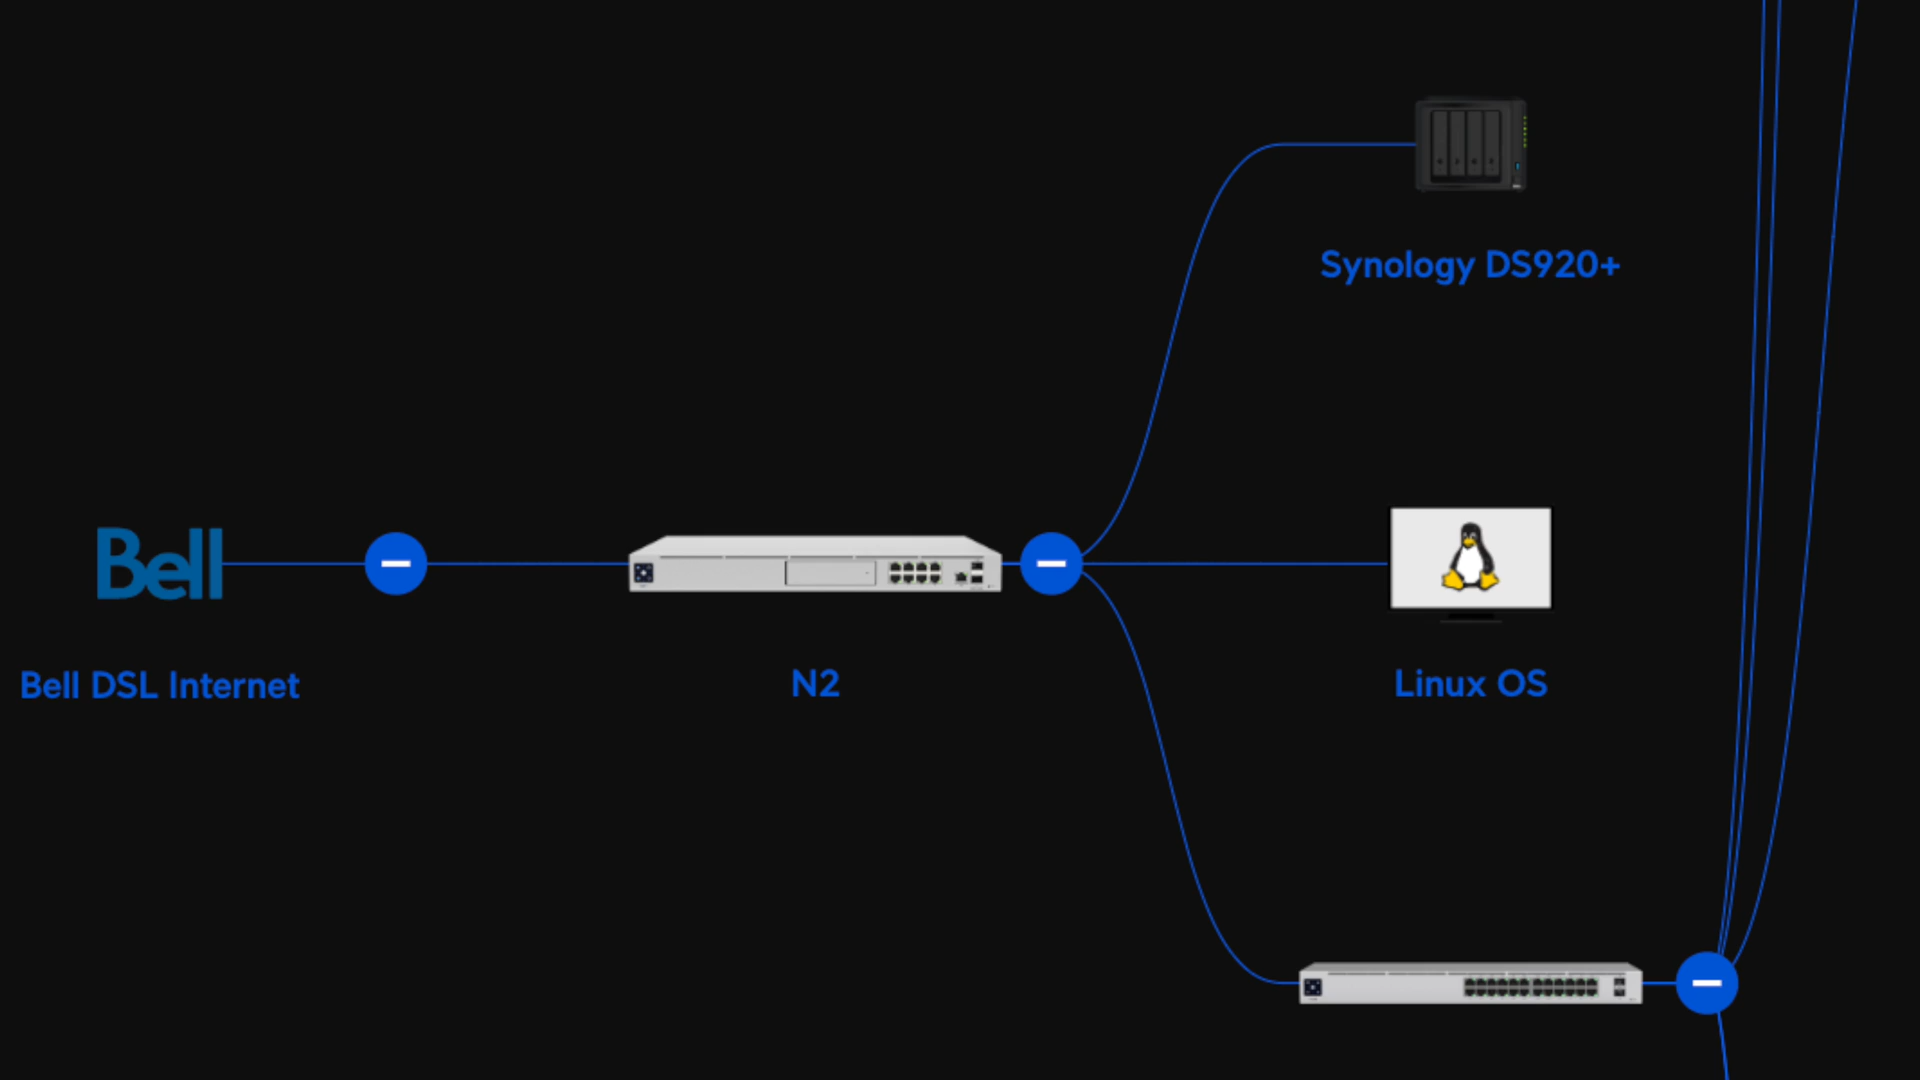 Synology DS920+
Bell
Bell DSL Internet
N2
Linux OS